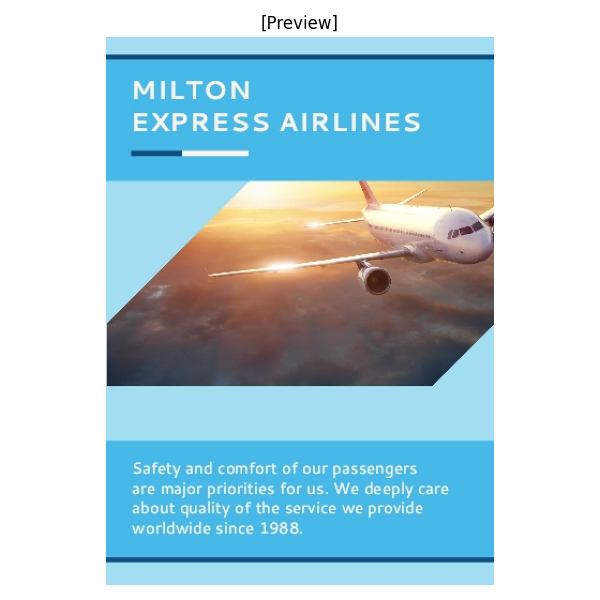 [Preview]
MILTON
EXPRESS AIRLINES
Safety and comfort of our passengers
are major priorities for us. We deeply care
about quality of the service we provide
worldwide since 1988.